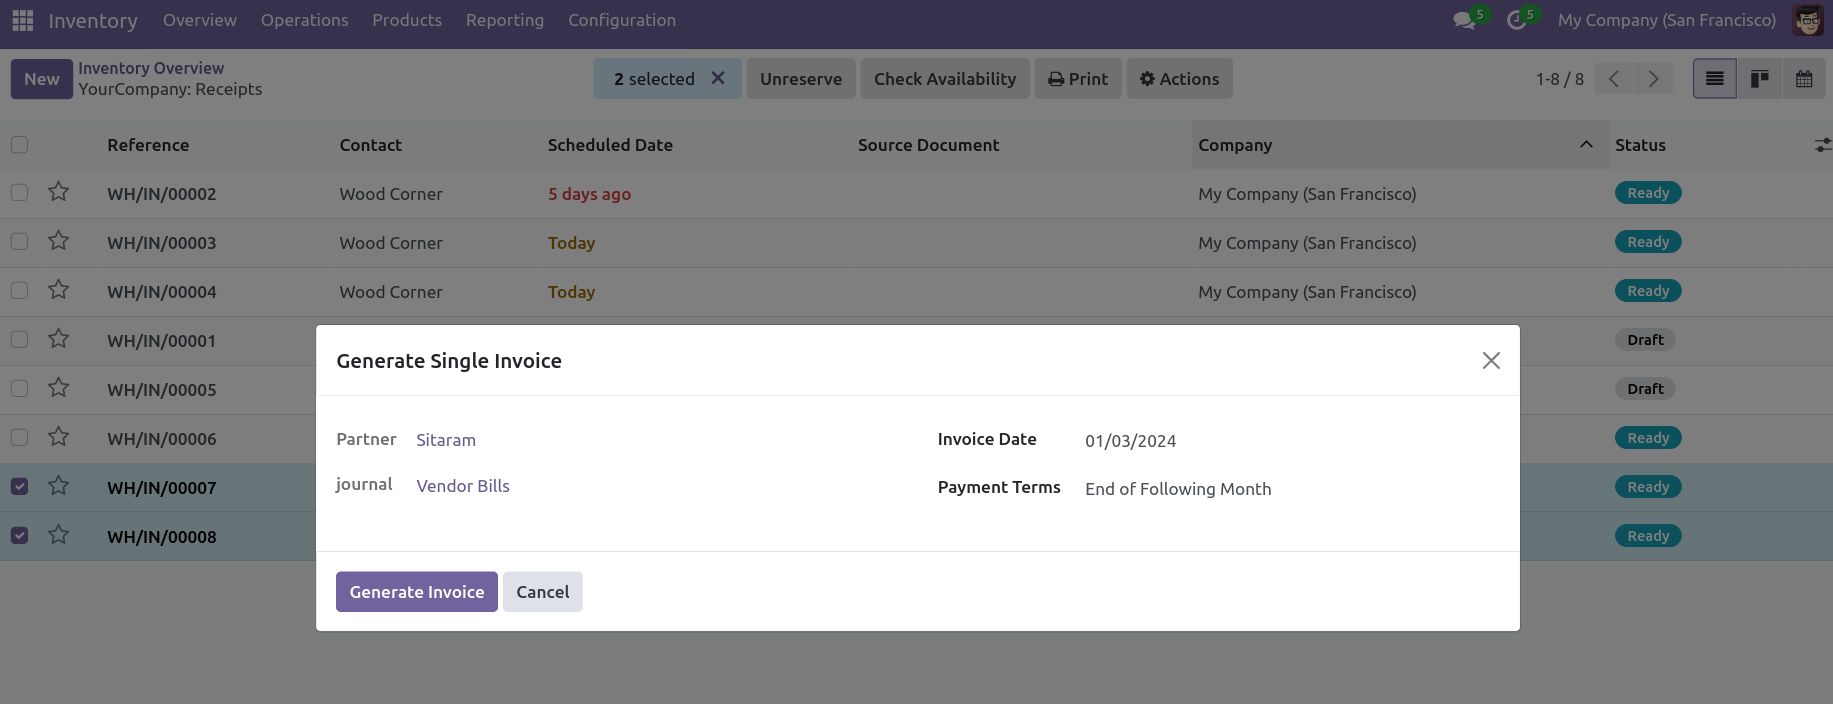 Inventory Overview Operations Products Reporting Configuration 5 5 My Company (San Francisco)
New Inventory Overview
YourCompany: Receipts
2 selected Unreserve Check Availability Print Actions 1-8 / 8
Reference Contact Scheduled Date Source Document Company Status
WH/IN/00002 Wood Corner 5 days ago My Company (San Francisco) Ready
WH/IN/00003 Wood Corner Today My Company (San Francisco) Ready
WH/IN/00004 Wood Corner Today My Company (San Francisco) Ready
WH/IN/00001 Draft
WH/IN/00005 Draft
WH/IN/00006 Ready
WH/IN/00007 Ready
WH/IN/00008 Ready
Generate Single Invoice
Partner Sitaram Invoice Date 01/03/2024
journal Vendor Bills Payment Terms End of Following Month
Generate Invoice Cancel